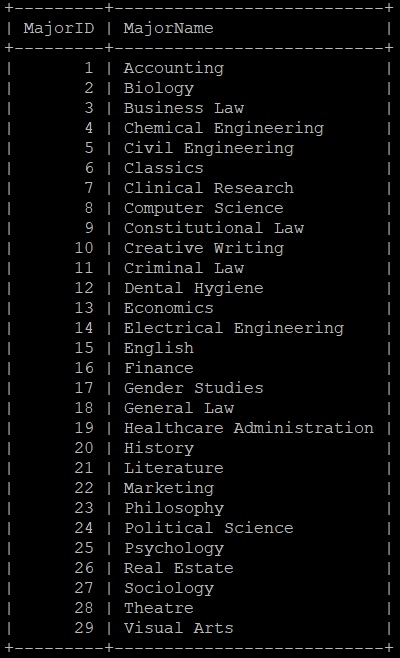 +---------+---------------------------+
| MajorID | MajorName                 |
+---------+---------------------------+
|       1 | Accounting                |
|       2 | Biology                   |
|       3 | Business Law              |
|       4 | Chemical Engineering      |
|       5 | Civil Engineering         |
|       6 | Classics                  |
|       7 | Clinical Research         |
|       8 | Computer Science          |
|       9 | Constitutional Law        |
|      10 | Creative Writing          |
|      11 | Criminal Law              |
|      12 | Dental Hygiene            |
|      13 | Economics                 |
|      14 | Electrical Engineering    |
|      15 | English                   |
|      16 | Finance                   |
|      17 | Gender Studies            |
|      18 | General Law               |
|      19 | Healthcare Administration |
|      20 | History                   |
|      21 | Literature                |
|      22 | Marketing                 |
|      23 | Philosophy                |
|      24 | Political Science         |
|      25 | Psychology                |
|      26 | Real Estate               |
|      27 | Sociology                 |
|      28 | Theatre                   |
|      29 | Visual Arts               |
+---------+---------------------------+